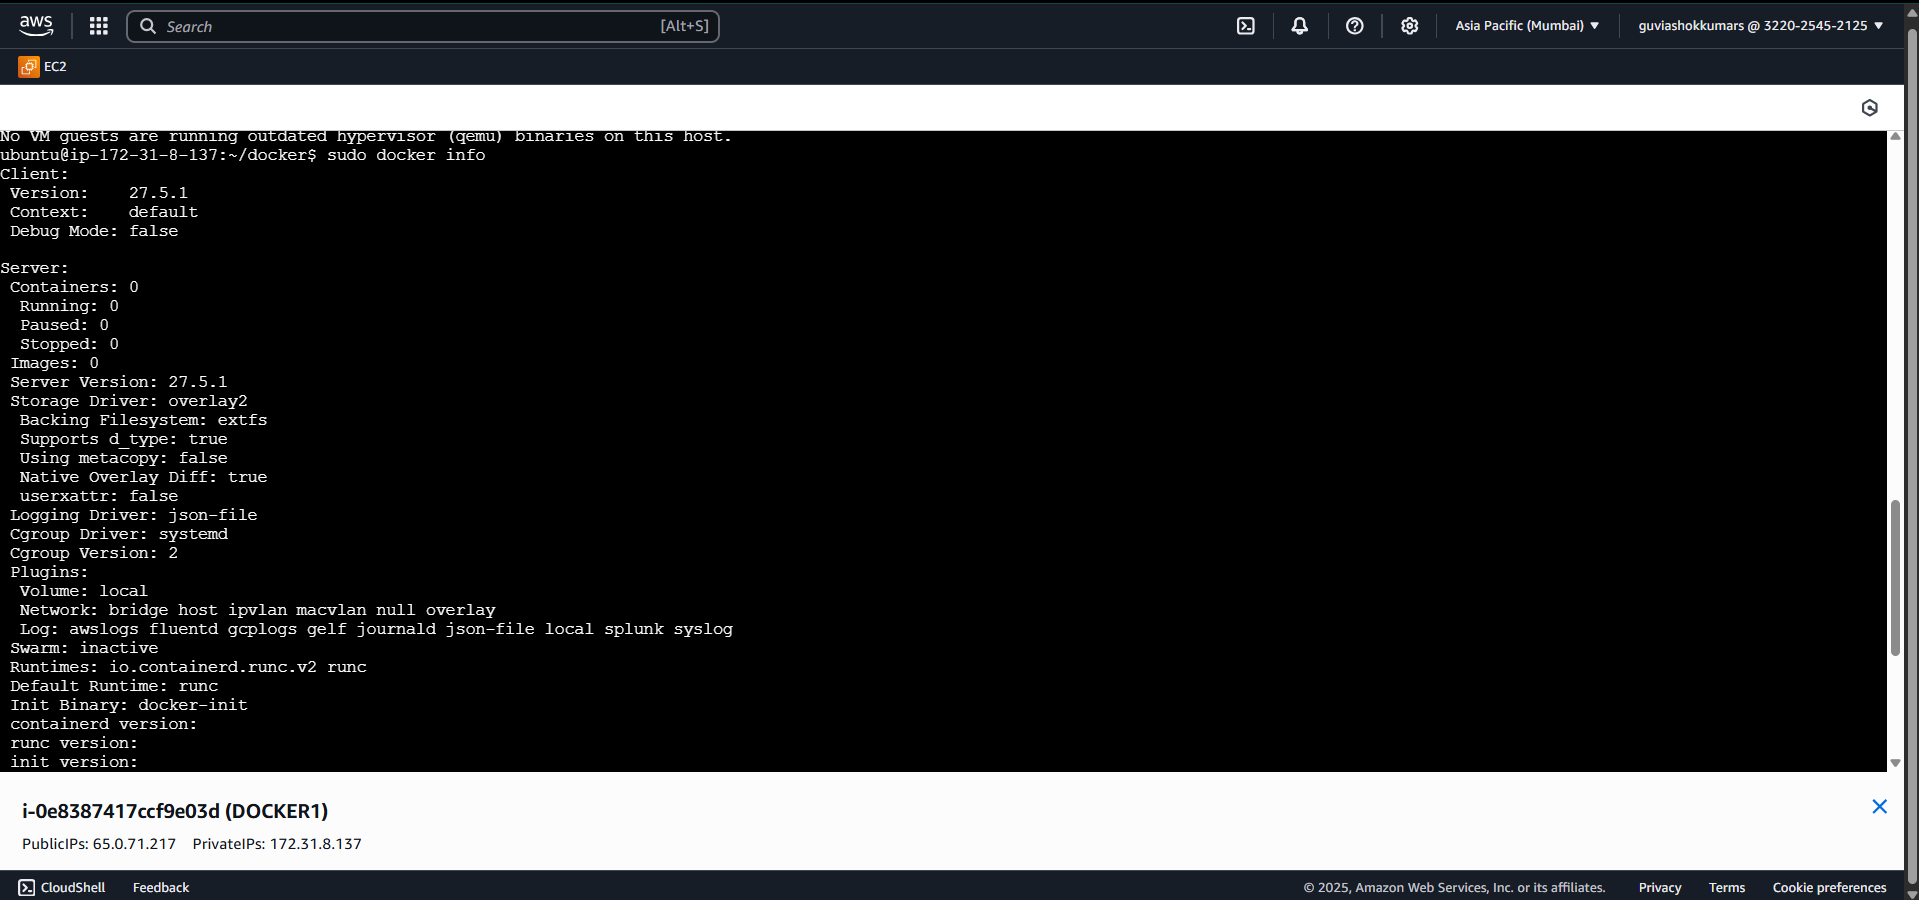 aws
Search [Alt+S]
Asia Pacific (Mumbai) guviashokkumars @ 3220-2545-2125
EC2
No VM guests are running outdated hypervisor (qemu) binaries on this host.
ubuntu@ip-172-31-8-137:~/docker$ sudo docker info
Client:
Version: 27.5.1
Context: default
Debug Mode: false
Server:
Containers: 0
Running: 0
Paused: 0
Stopped: 0
Images: 0
Server Version: 27.5.1
Storage Driver: overlay2
Backing Filesystem: extfs
Supports d_type: true
Using metacopy: false
Native Overlay Diff: true
userxattr: false
Logging Driver: json-file
Cgroup Driver: systemd
Cgroup Version: 2
Plugins:
Volume: local
Network: bridge host ipvlan macvlan null overlay
Log: awslogs fluentd gcplogs gelf journald json-file local splunk syslog
Swarm: inactive
Runtimes: io.containerd.runc.v2 runc
Default Runtime: runc
Init Binary: docker-init
containerd version:
runc version:
init version:
i-0e8387417ccf9e03d (DOCKER1)
PublicIPs: 65.0.71.217 PrivateIPs: 172.31.8.137
CloudShell Feedback © 2025, Amazon Web Services, Inc. or its affiliates. Privacy Terms Cookie preferences